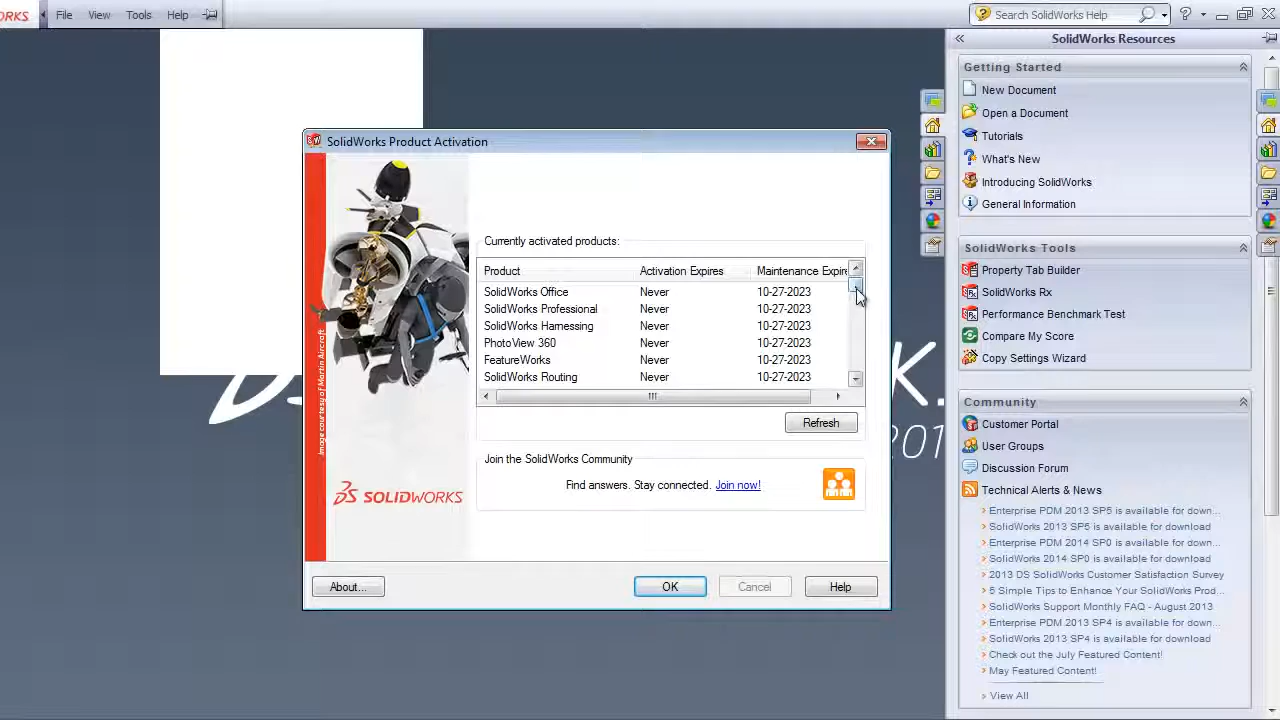 ORKS
File View Tools Help
Search SolidWorks Help
SolidWorks Resources
Getting Started
New Document
Open a Document
Tutorials
What's New
Introducing SolidWorks
General Information
SolidWorks Tools
Property Tab Builder
SolidWorks Rx
Performance Benchmark Test
Compare My Score
Copy Settings Wizard
Community
Customer Portal
User Groups
Discussion Forum
Technical Alerts & News
Enterprise PDM 2013 SP5 is available for down...
SolidWorks 2013 SP5 is available for download
Enterprise PDM 2014 SP0 is available for down...
SolidWorks 2014 SP0 is available for download
2013 DS SolidWorks Customer Satisfaction Survey
5 Simple Tips to Enhance Your SolidWorks Prod...
SolidWorks Support Monthly FAQ - August 2013
Enterprise PDM 2013 SP4 is available for down...
SolidWorks 2013 SP4 is available for download
Check out the July Featured Content!
May Featured Content!
View All
SolidWorks Product Activation
Currently activated products:
Product Activation Expires Maintenance Expire
SolidWorks Office Never 10-27-2023
SolidWorks Professional Never 10-27-2023
SolidWorks Harnessing Never 10-27-2023
PhotoView 360 Never 10-27-2023
FeatureWorks Never 10-27-2023
SolidWorks Routing Never 10-27-2023
Refresh
Join the SolidWorks Community
Find answers. Stay connected. Join now!
Image courtesy of Martin Aircraft
SOLIDWORKS
About... OK Cancel Help
K.
201